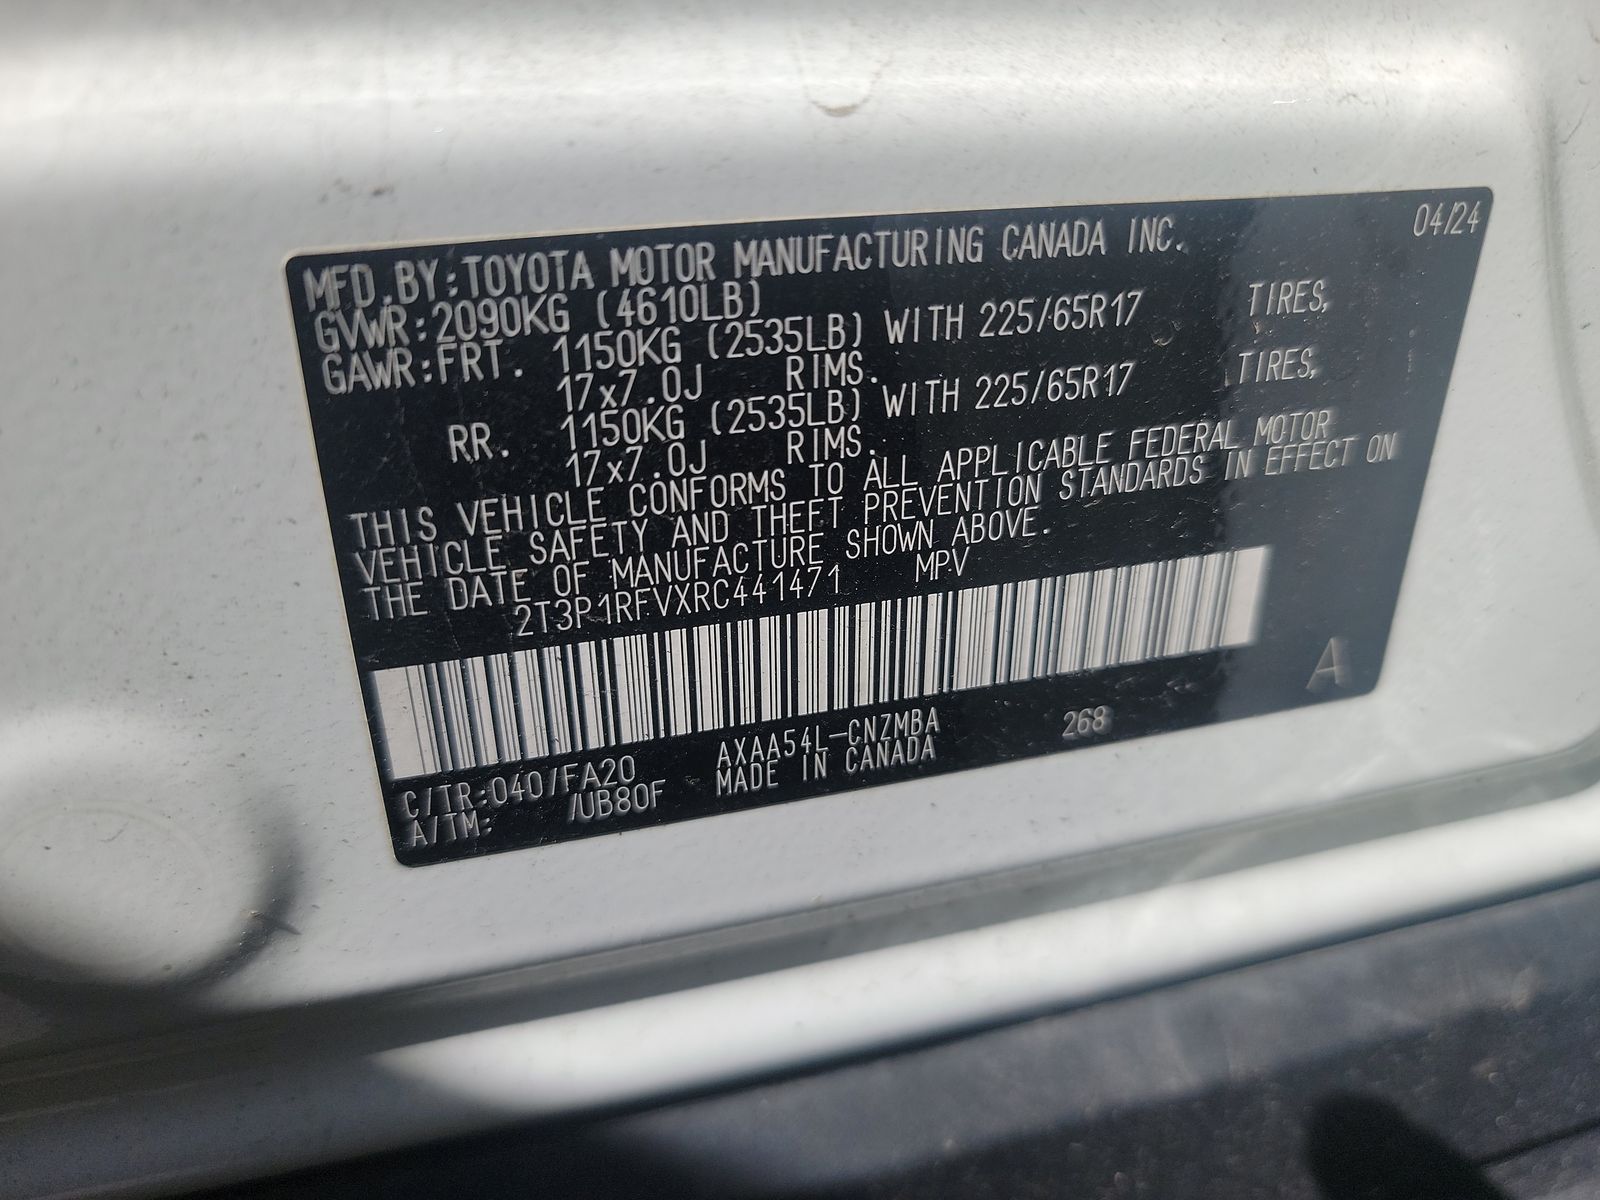 04/24
MFD.BY:TOYOTA MOTOR MANUFACTURING CANADA INC.
GVWR:2090KG (4610LB)
GAWR:FRT. 1150KG (2535LB) WITH 225/65R17 TIRES,
17x7.0J RIMS.
RR. 1150KG (2535LB) WITH 225/65R17 TIRES,
17x7.0J RIMS.
THIS VEHICLE CONFORMS TO ALL APPLICABLE FEDERAL MOTOR
VEHICLE SAFETY AND THEFT PREVENTION STANDARDS IN EFFECT ON
THE DATE OF MANUFACTURE SHOWN ABOVE.
2T3P1RFVXRC441471 MPV
C/TR:040/FA20 AXAA54L-CNZMBA 268
A/TM: /UB80F MADE IN CANADA
A